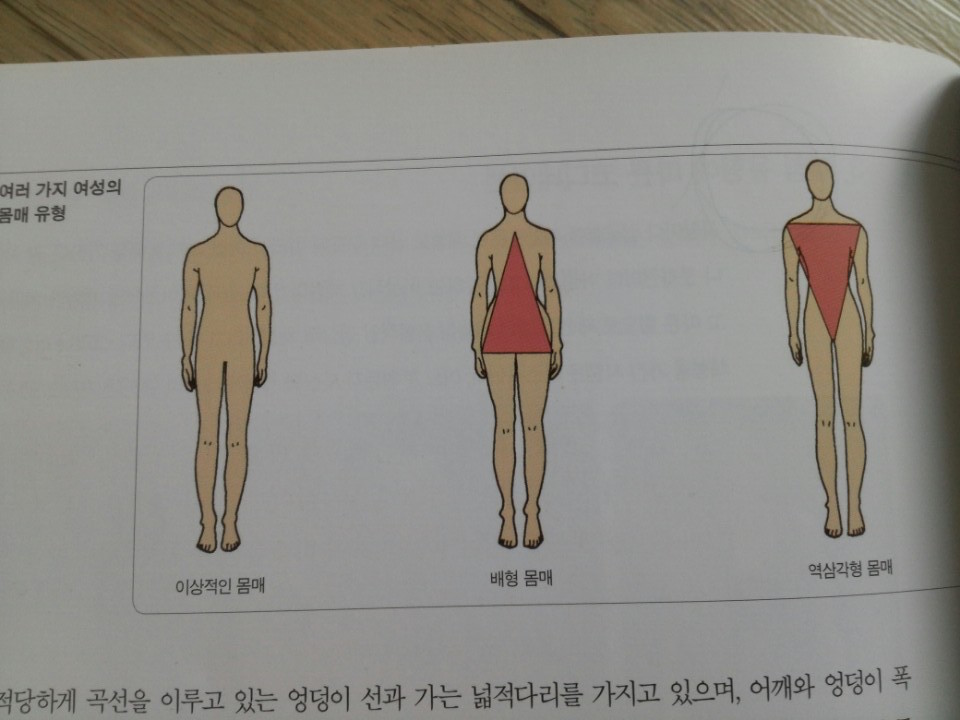 여러 가지 여성의
몸매 유형
이상적인 몸매
배형 몸매
역삼각형 몸매
적당하게 곡선을 이루고 있는 엉덩이 선과 가는 넓적다리를 가지고 있으며, 어깨와 엉덩이 폭